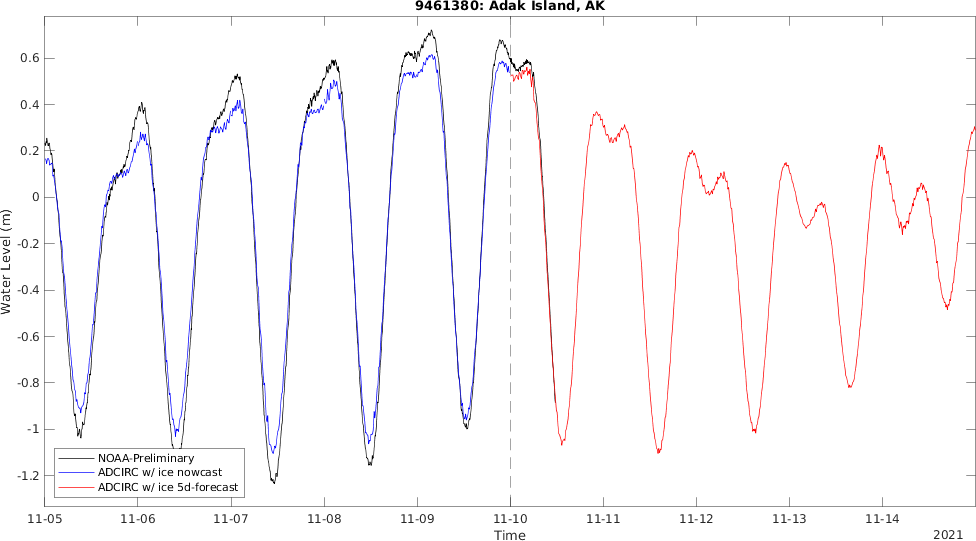 9461380: Adak Island, AK
Water Level (m)
0.6
0.4
0.2
0
-0.2
-0.4
-0.6
-0.8
-1
-1.2
NOAA-Preliminary
ADCIRC w/ ice nowcast
ADCIRC w/ ice 5d-forecast
11-05 11-06 11-07 11-08 11-09 11-10 11-11 11-12 11-13 11-14
Time
2021